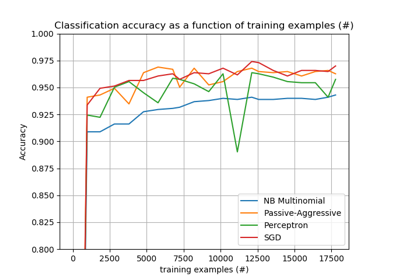 Classification accuracy as a function of training examples (#)
1.000
0.975
0.950
0.925
0.900
0.875
0.850
0.825
0.800
Accuracy
NB Multinomial
Passive-Aggressive
Perceptron
SGD
0 2500 5000 7500 10000 12500 15000 17500
training examples (#)